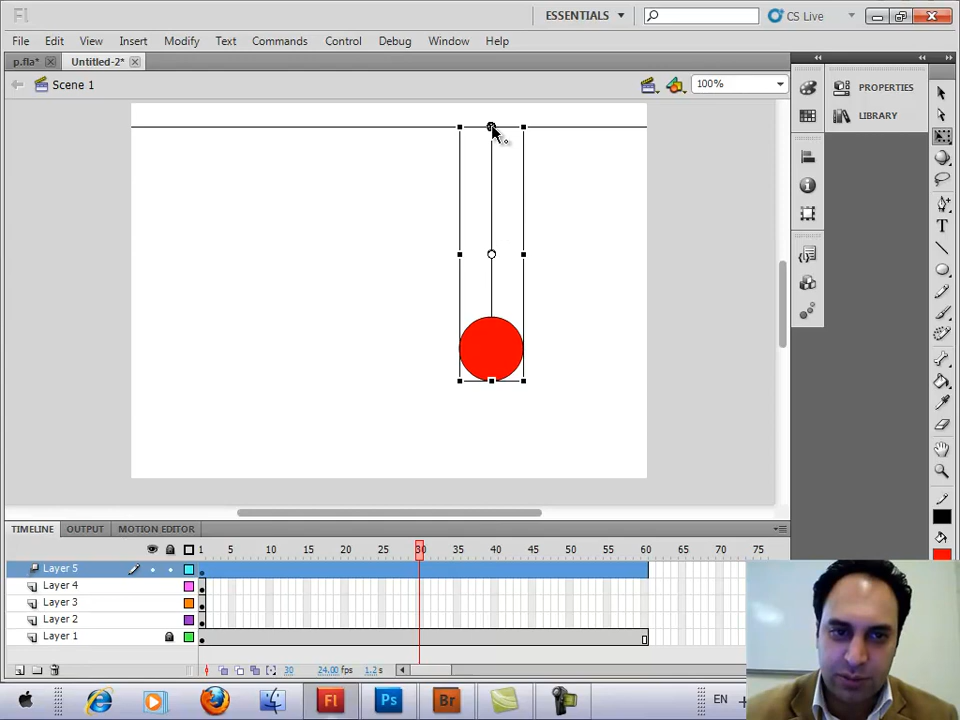 Fl
ESSENTIALS
CS Live
File Edit View Insert Modify Text Commands Control Debug Window Help
p.fla* Untitled-2*
Scene 1
100%
PROPERTIES
LIBRARY
TIMELINE OUTPUT MOTION EDITOR
1 5 10 15 20 25 30 35 40 45 50 55 60 65 70 75
Layer 5
Layer 4
Layer 3
Layer 2
Layer 1
30 24.00 fps 1.2 s
Fl Ps Br EN